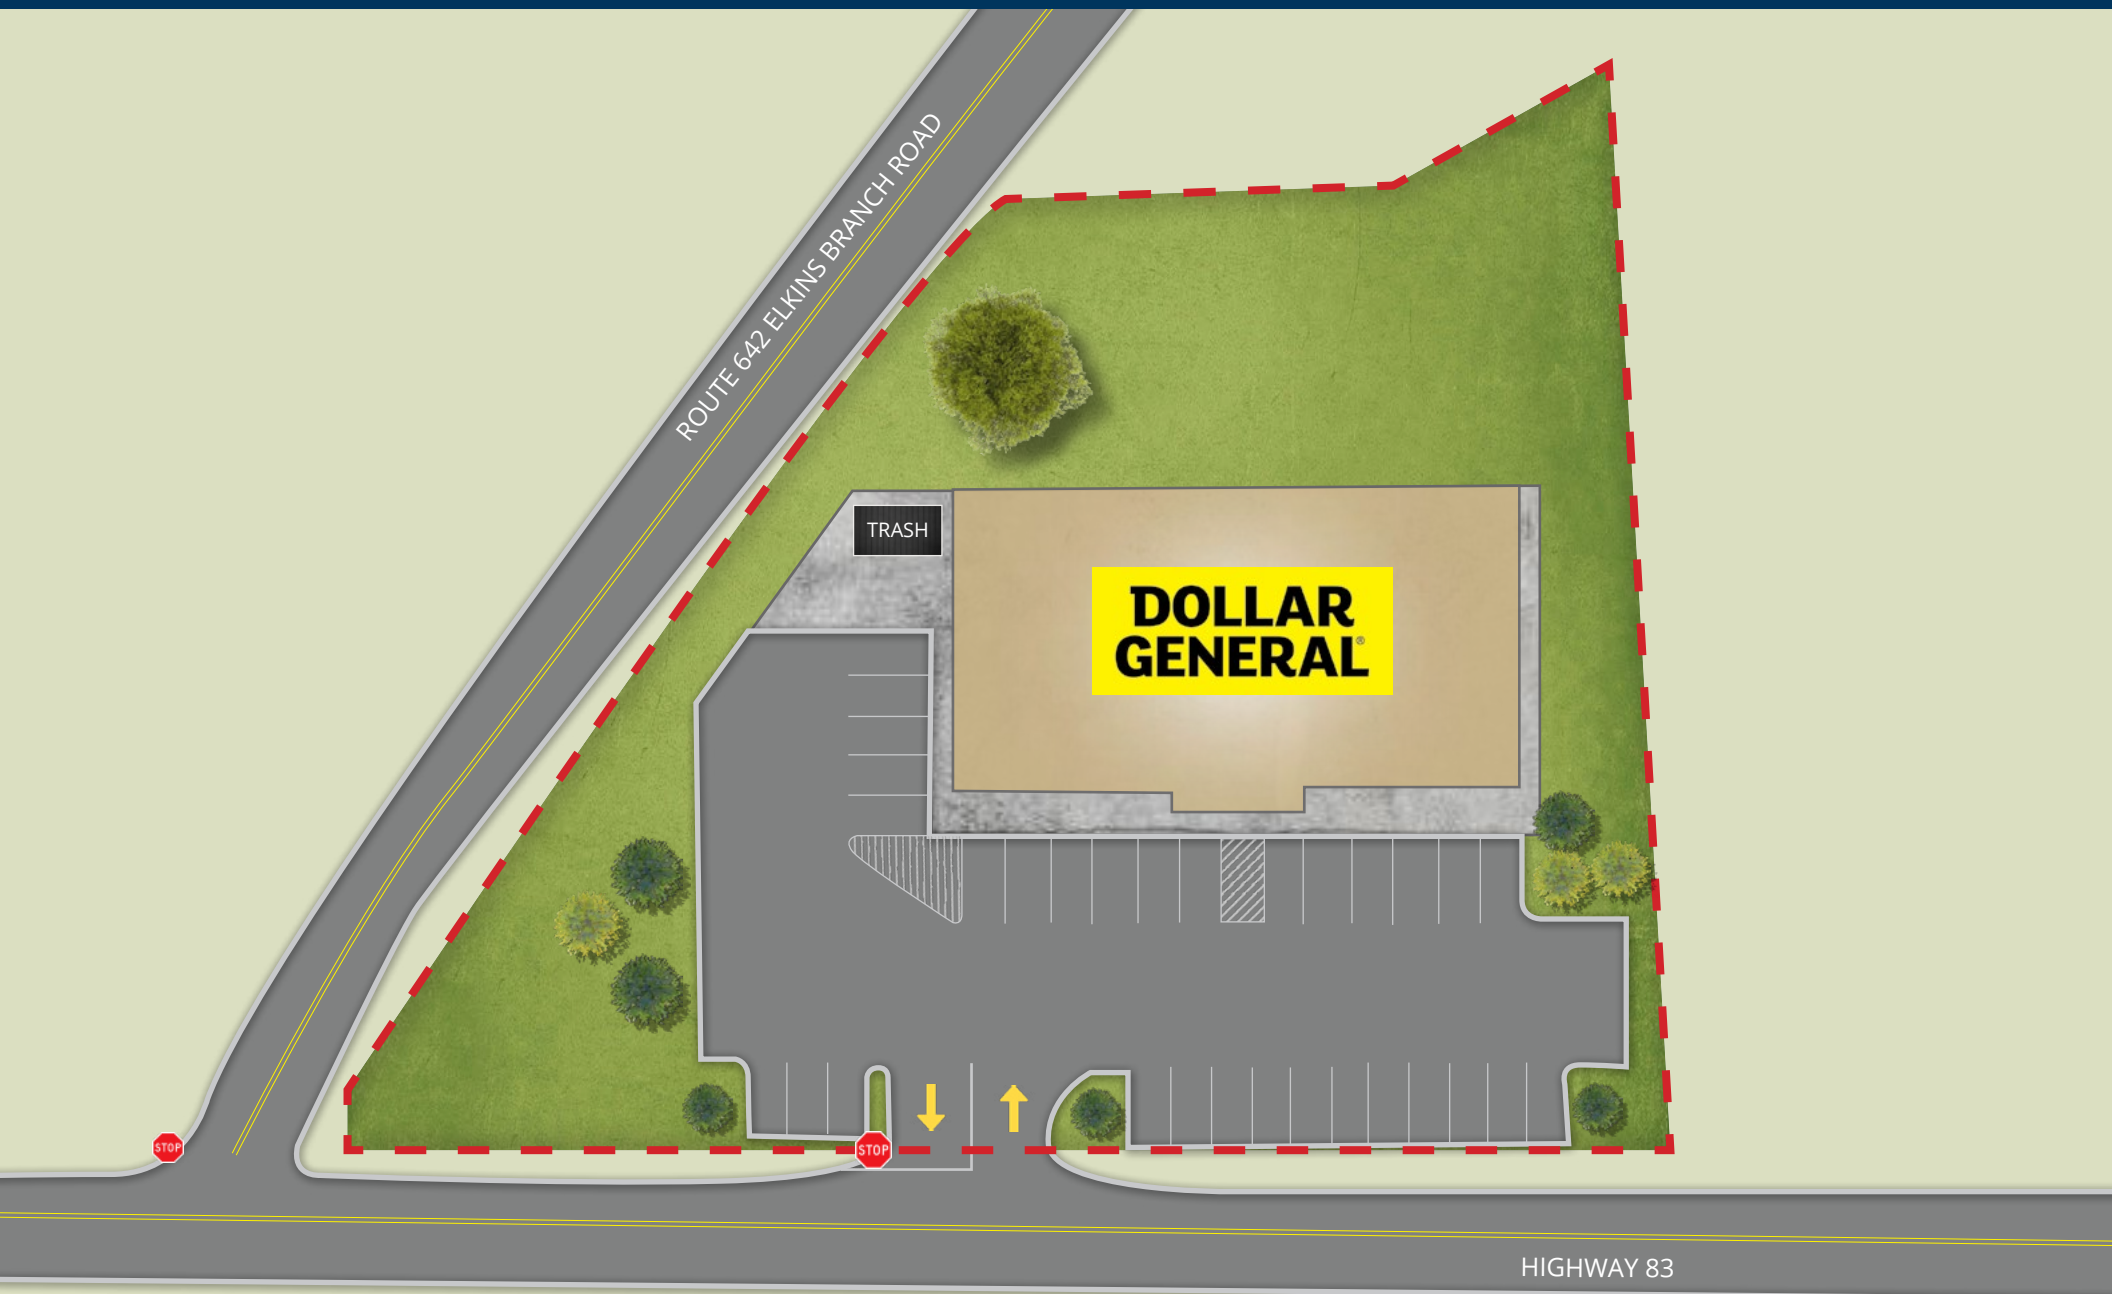 ROUTE 642 ELKINS BRANCH ROAD
TRASH
DOLLAR
GENERAL®
STOP
STOP
HIGHWAY 83